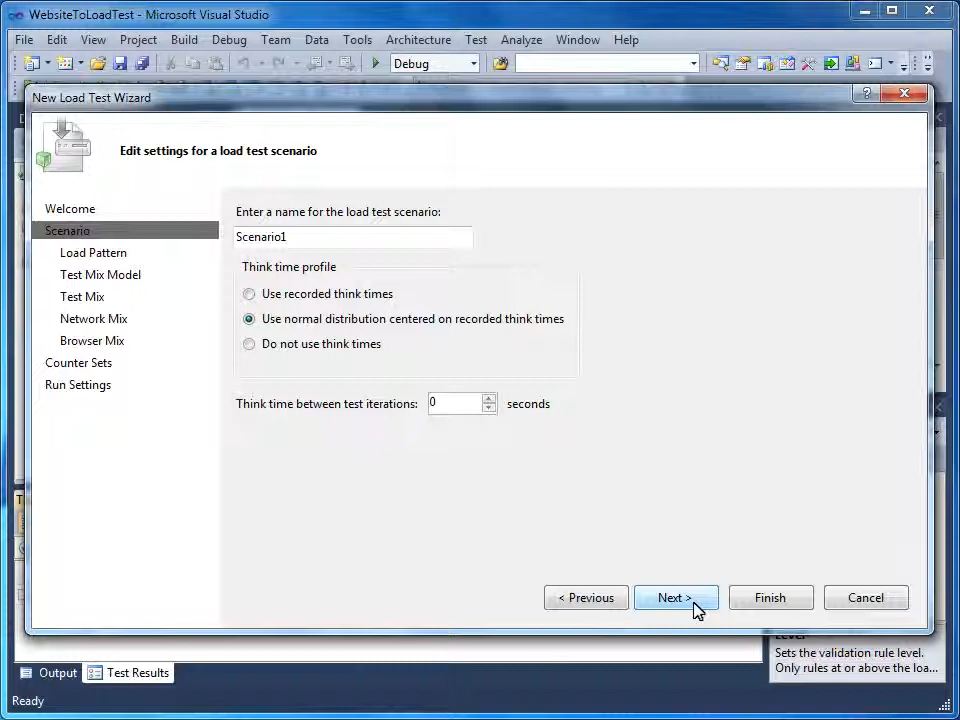 WebsiteToLoadTest - Microsoft Visual Studio
File Edit View Project Build Debug Team Data Tools Architecture Test Analyze Window Help
Debug
New Load Test Wizard
Edit settings for a load test scenario
Welcome
Scenario
Load Pattern
Test Mix Model
Test Mix
Network Mix
Browser Mix
Counter Sets
Run Settings
Enter a name for the load test scenario:
Scenario1
Think time profile
Use recorded think times
Use normal distribution centered on recorded think times
Do not use think times
Think time between test iterations: 0 seconds
< Previous Next > Finish Cancel
Sets the validation rule level.
Only rules at or above the loa...
Output Test Results
Ready